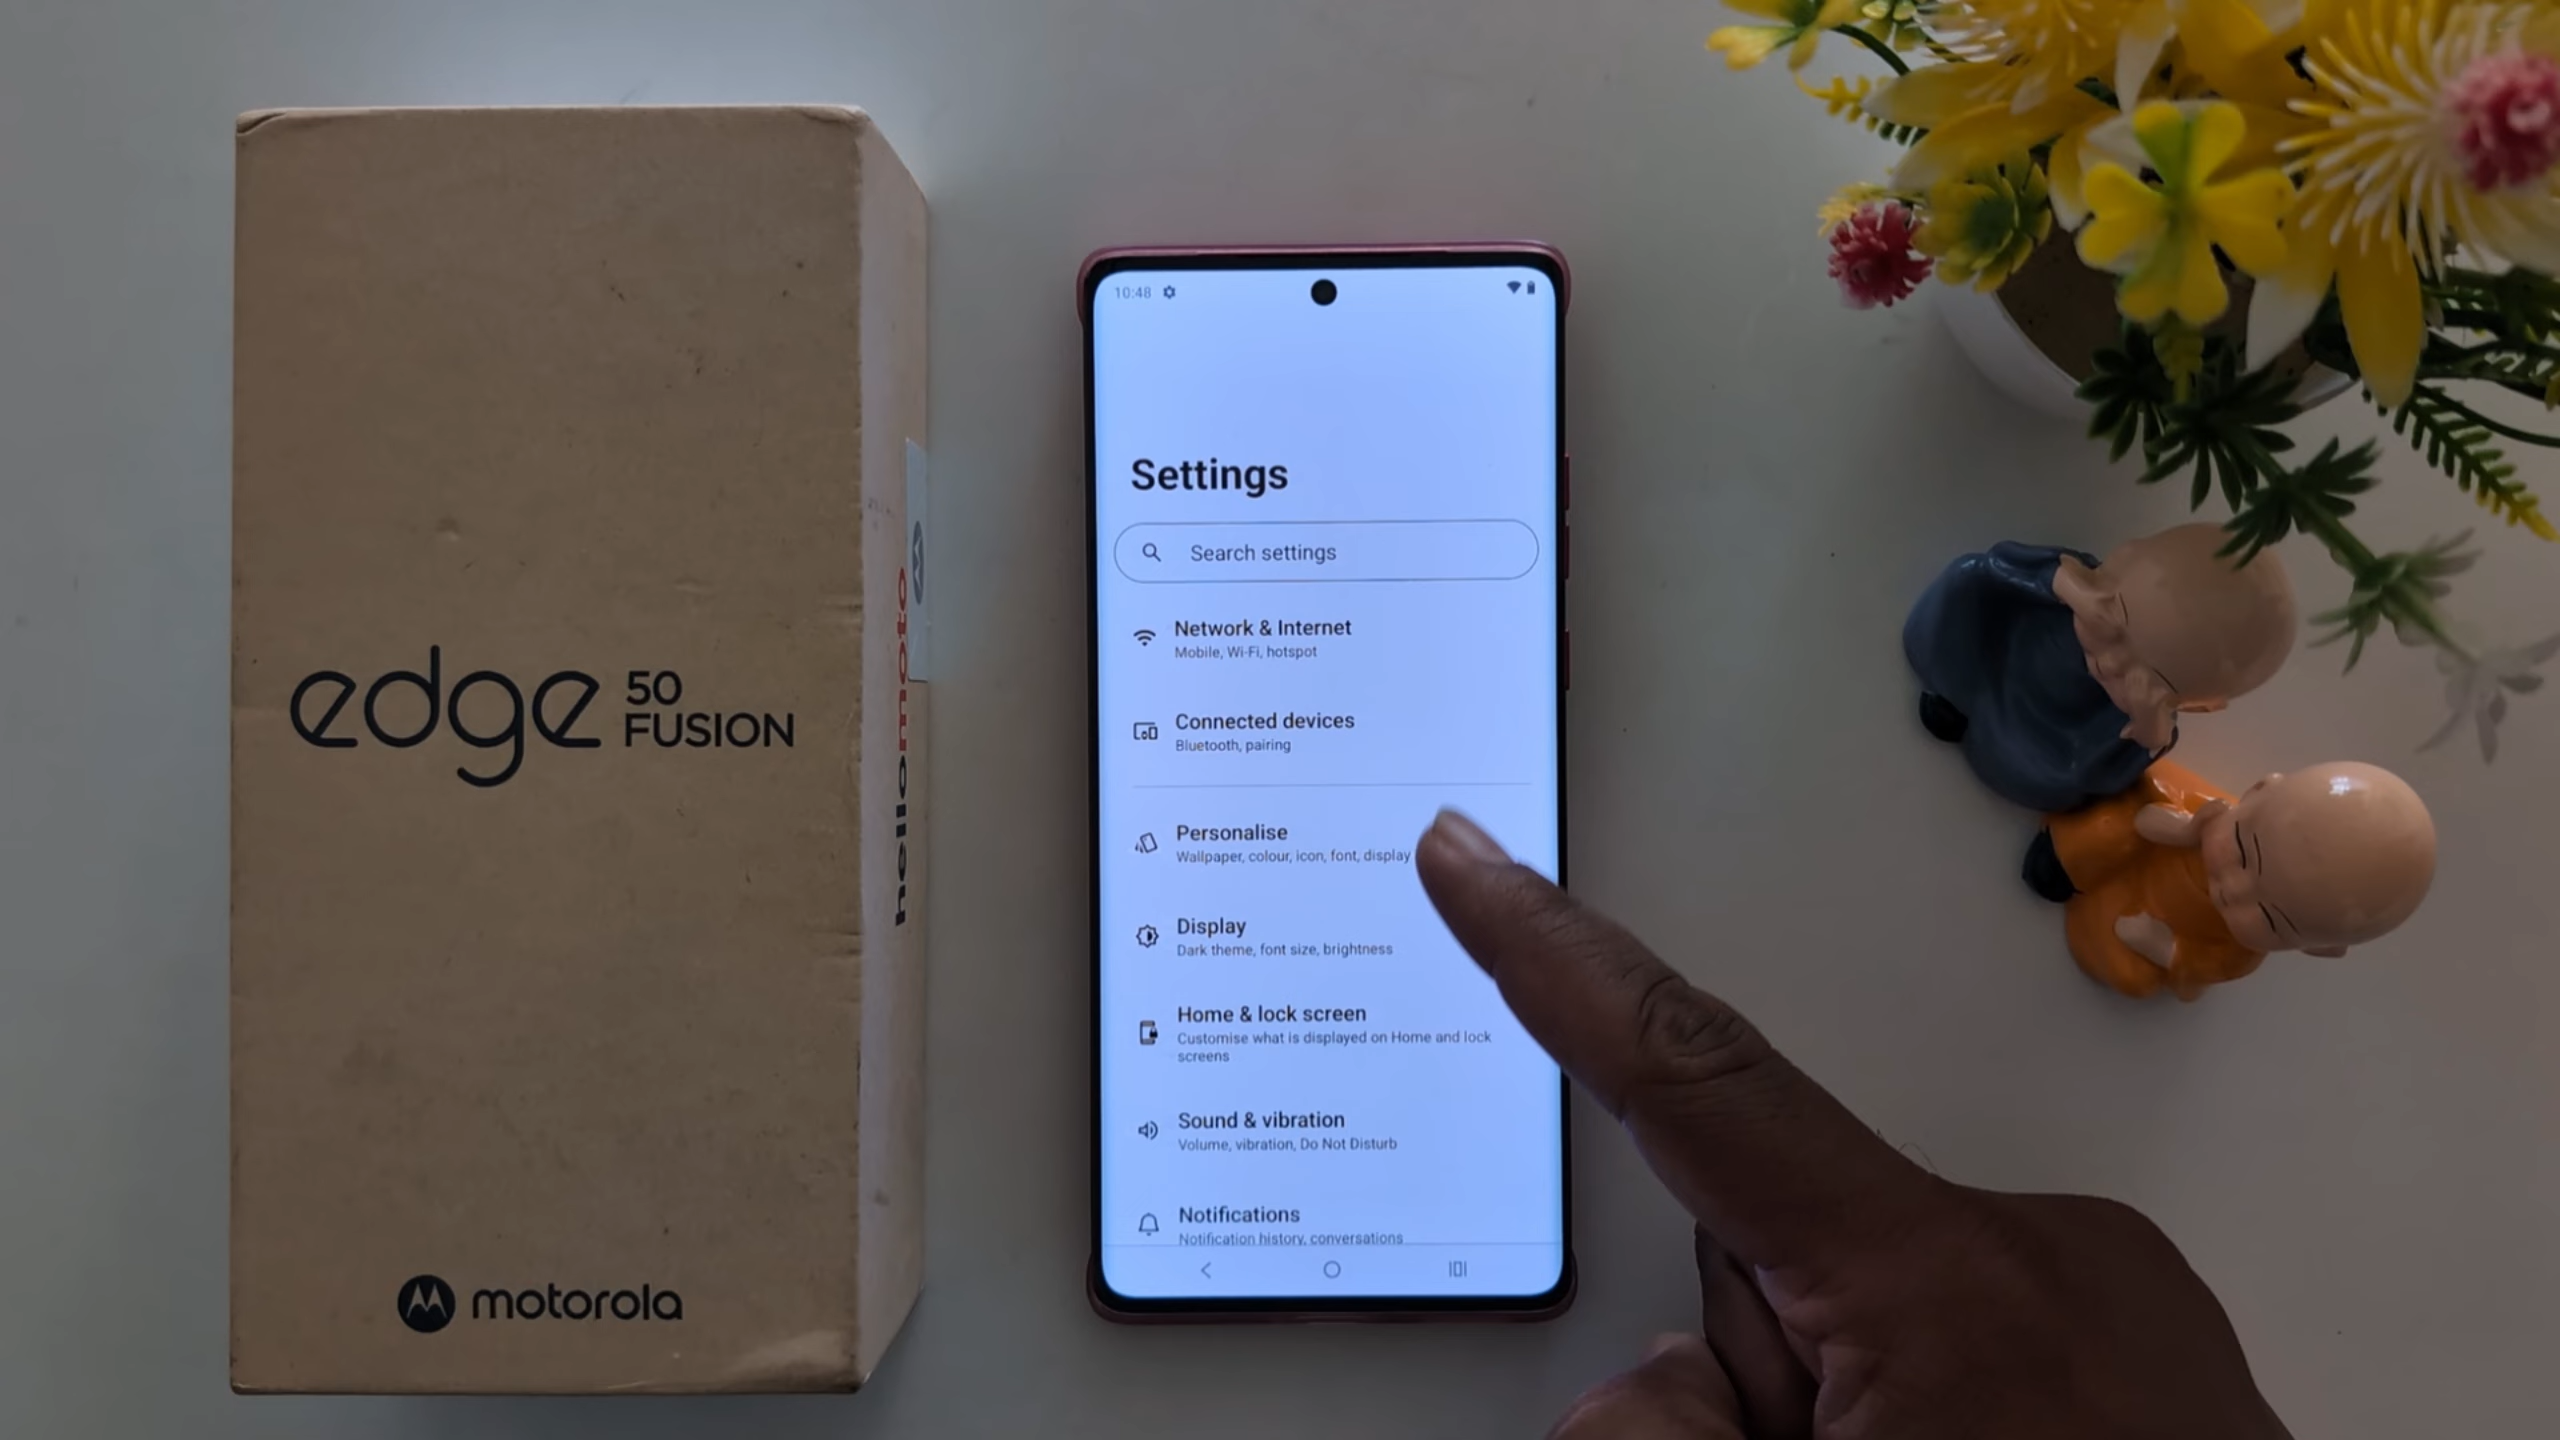 edge 50
FUSION
motorola
hellomoto
10:48
Settings
Search settings
Network & Internet
Mobile, Wi-Fi, hotspot
Connected devices
Bluetooth, pairing
Personalise
Wallpaper, colour, icon, font, display
Display
Dark theme, font size, brightness
Home & lock screen
Customise what is displayed on Home and lock
screens
Sound & vibration
Volume, vibration, Do Not Disturb
Notifications
Notification history, conversations